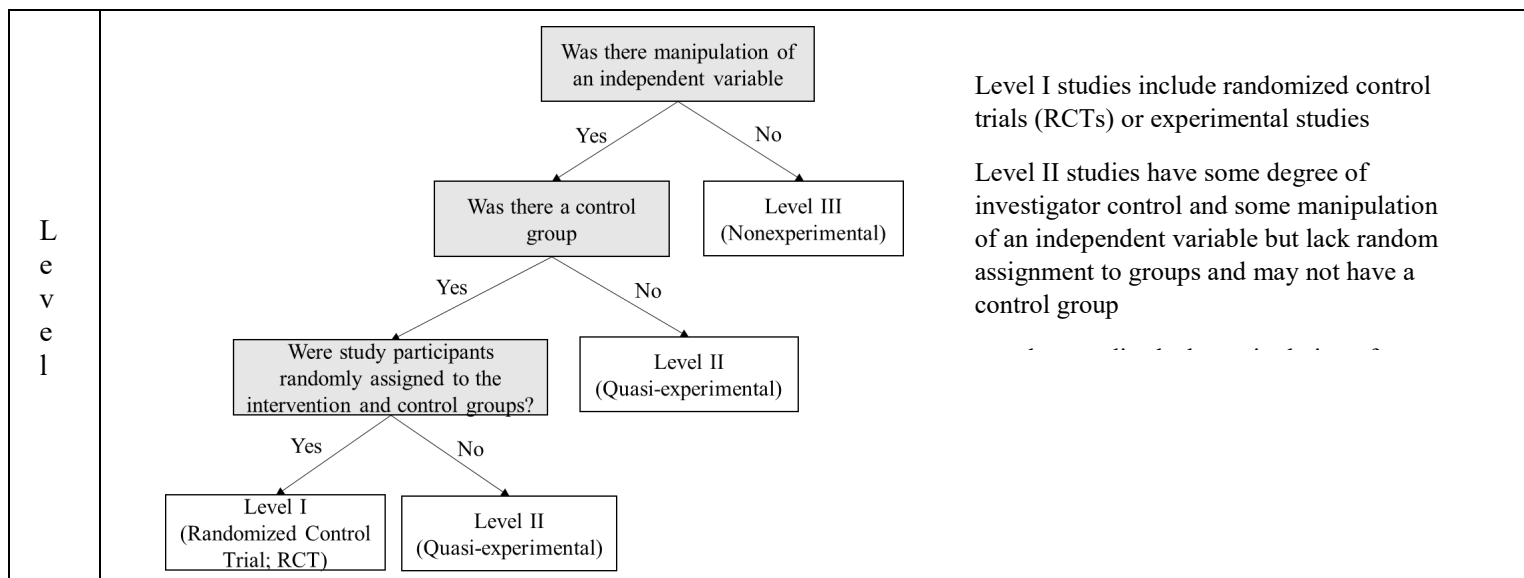 L
e
v
e
l
Was there manipulation of
an independent variable
Yes
No
Was there a control
group
Level III
(Nonexperimental)
Yes
No
Were study participants
randomly assigned to the
intervention and control groups?
Level II
(Quasi-experimental)
Yes
No
Level I
(Randomized Control
Trial; RCT)
Level II
(Quasi-experimental)
Level I studies include randomized control
trials (RCTs) or experimental studies
Level II studies have some degree of
investigator control and some manipulation
of an independent variable but lack random
assignment to groups and may not have a
control group